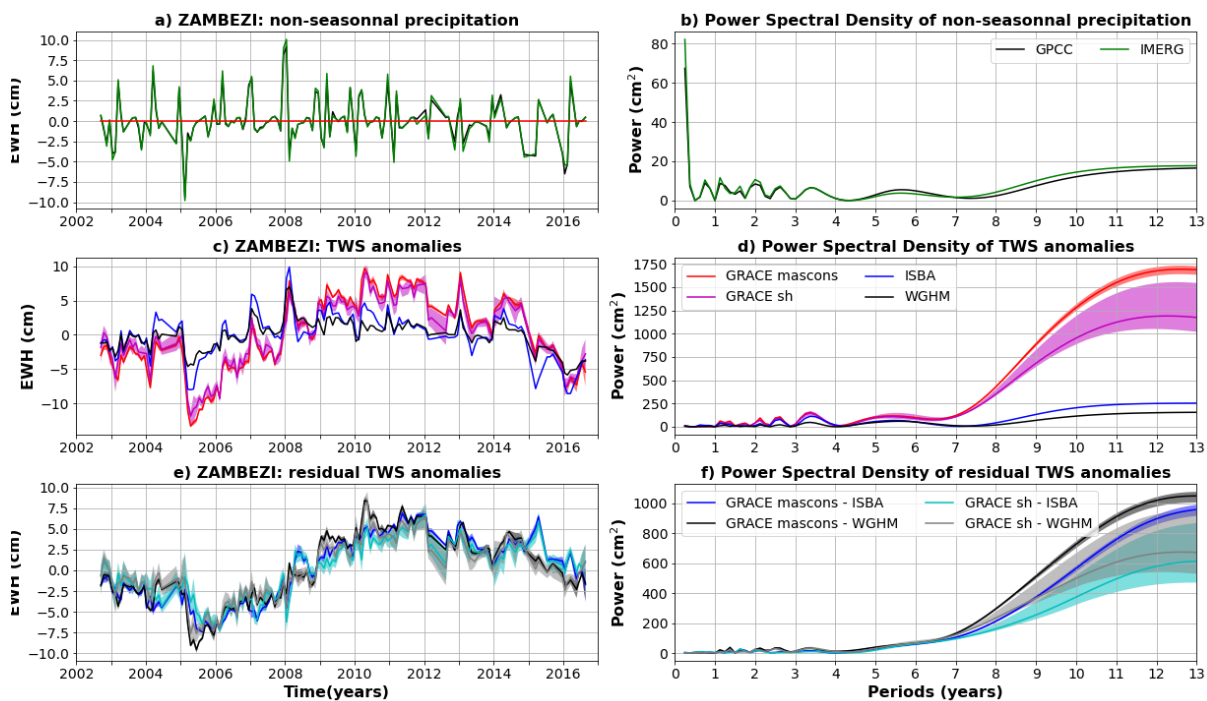 a) ZAMBEZI: non-seasonnal precipitation
EWH (cm)
10.0
7.5
5.0
2.5
0.0
−2.5
−5.0
−7.5
−10.0
2002 2004 2006 2008 2010 2012 2014 2016
b) Power Spectral Density of non-seasonnal precipitation
Power (cm²)
80
60
40
20
0
GPCC IMERG
0 1 2 3 4 5 6 7 8 9 10 11 12 13
c) ZAMBEZI: TWS anomalies
EWH (cm)
10
5
0
−5
−10
2002 2004 2006 2008 2010 2012 2014 2016
d) Power Spectral Density of TWS anomalies
Power (cm²)
1750
1500
1250
1000
750
500
250
0
GRACE mascons ISBA
GRACE sh WGHM
0 1 2 3 4 5 6 7 8 9 10 11 12 13
e) ZAMBEZI: residual TWS anomalies
EWH (cm)
10.0
7.5
5.0
2.5
0.0
−2.5
−5.0
−7.5
−10.0
2002 2004 2006 2008 2010 2012 2014 2016
Time(years)
f) Power Spectral Density of residual TWS anomalies
Power (cm²)
1000
800
600
400
200
0
GRACE mascons - ISBA GRACE sh - ISBA
GRACE mascons - WGHM GRACE sh - WGHM
0 1 2 3 4 5 6 7 8 9 10 11 12 13
Periods (years)